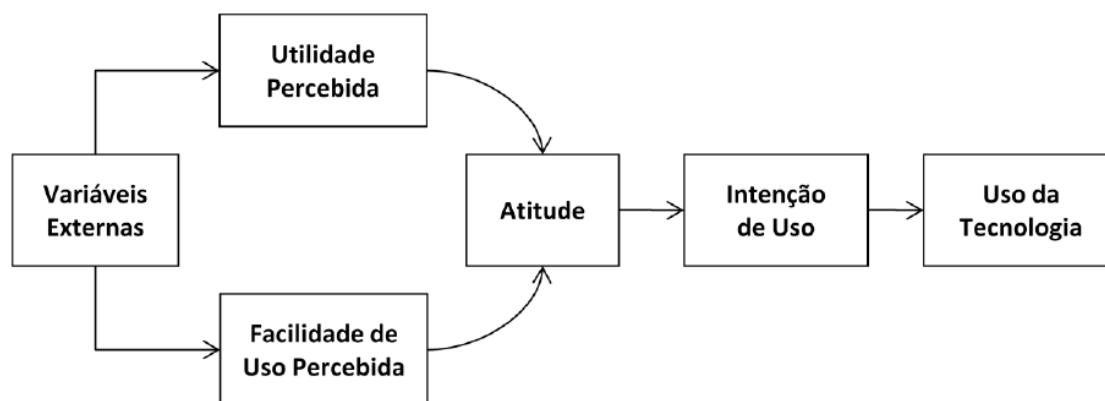 Utilidade
Percebida
Variáveis
Externas
Atitude
Intenção
de Uso
Uso da
Tecnologia
Facilidade de
Uso Percebida